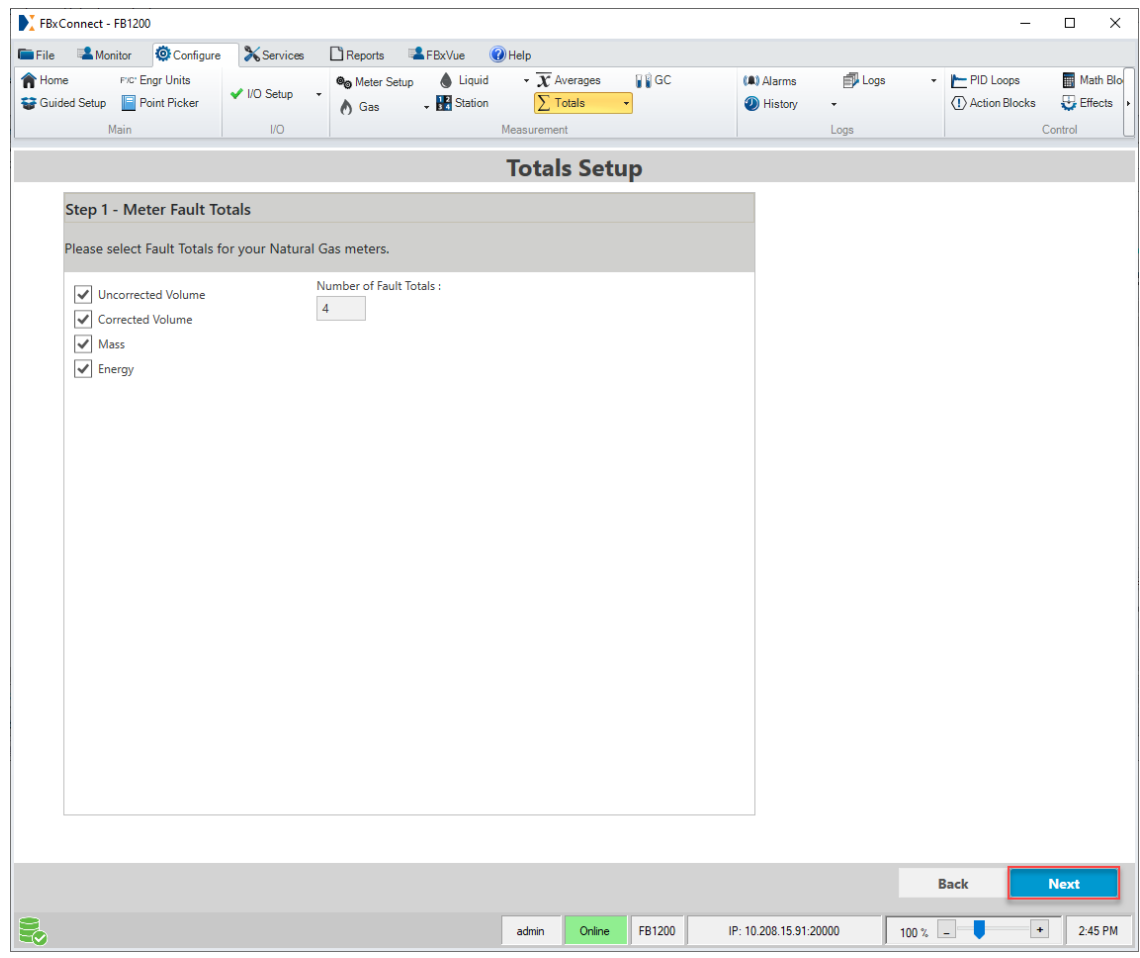 FBxConnect - FB1200
File Monitor Configure Services Reports FBxVue Help
Home Engr Units I/O Setup Meter Setup Liquid Averages GC Alarms Logs PID Loops Math Blo
Guided Setup Point Picker Gas Station Totals History Action Blocks Effects
Main I/O Measurement Logs Control
Totals Setup
Step 1 - Meter Fault Totals
Please select Fault Totals for your Natural Gas meters.
Uncorrected Volume
Corrected Volume
Mass
Energy
Number of Fault Totals :
4
Back Next
admin Online FB1200 IP: 10.208.15.91:20000 100 % - + 2:45 PM